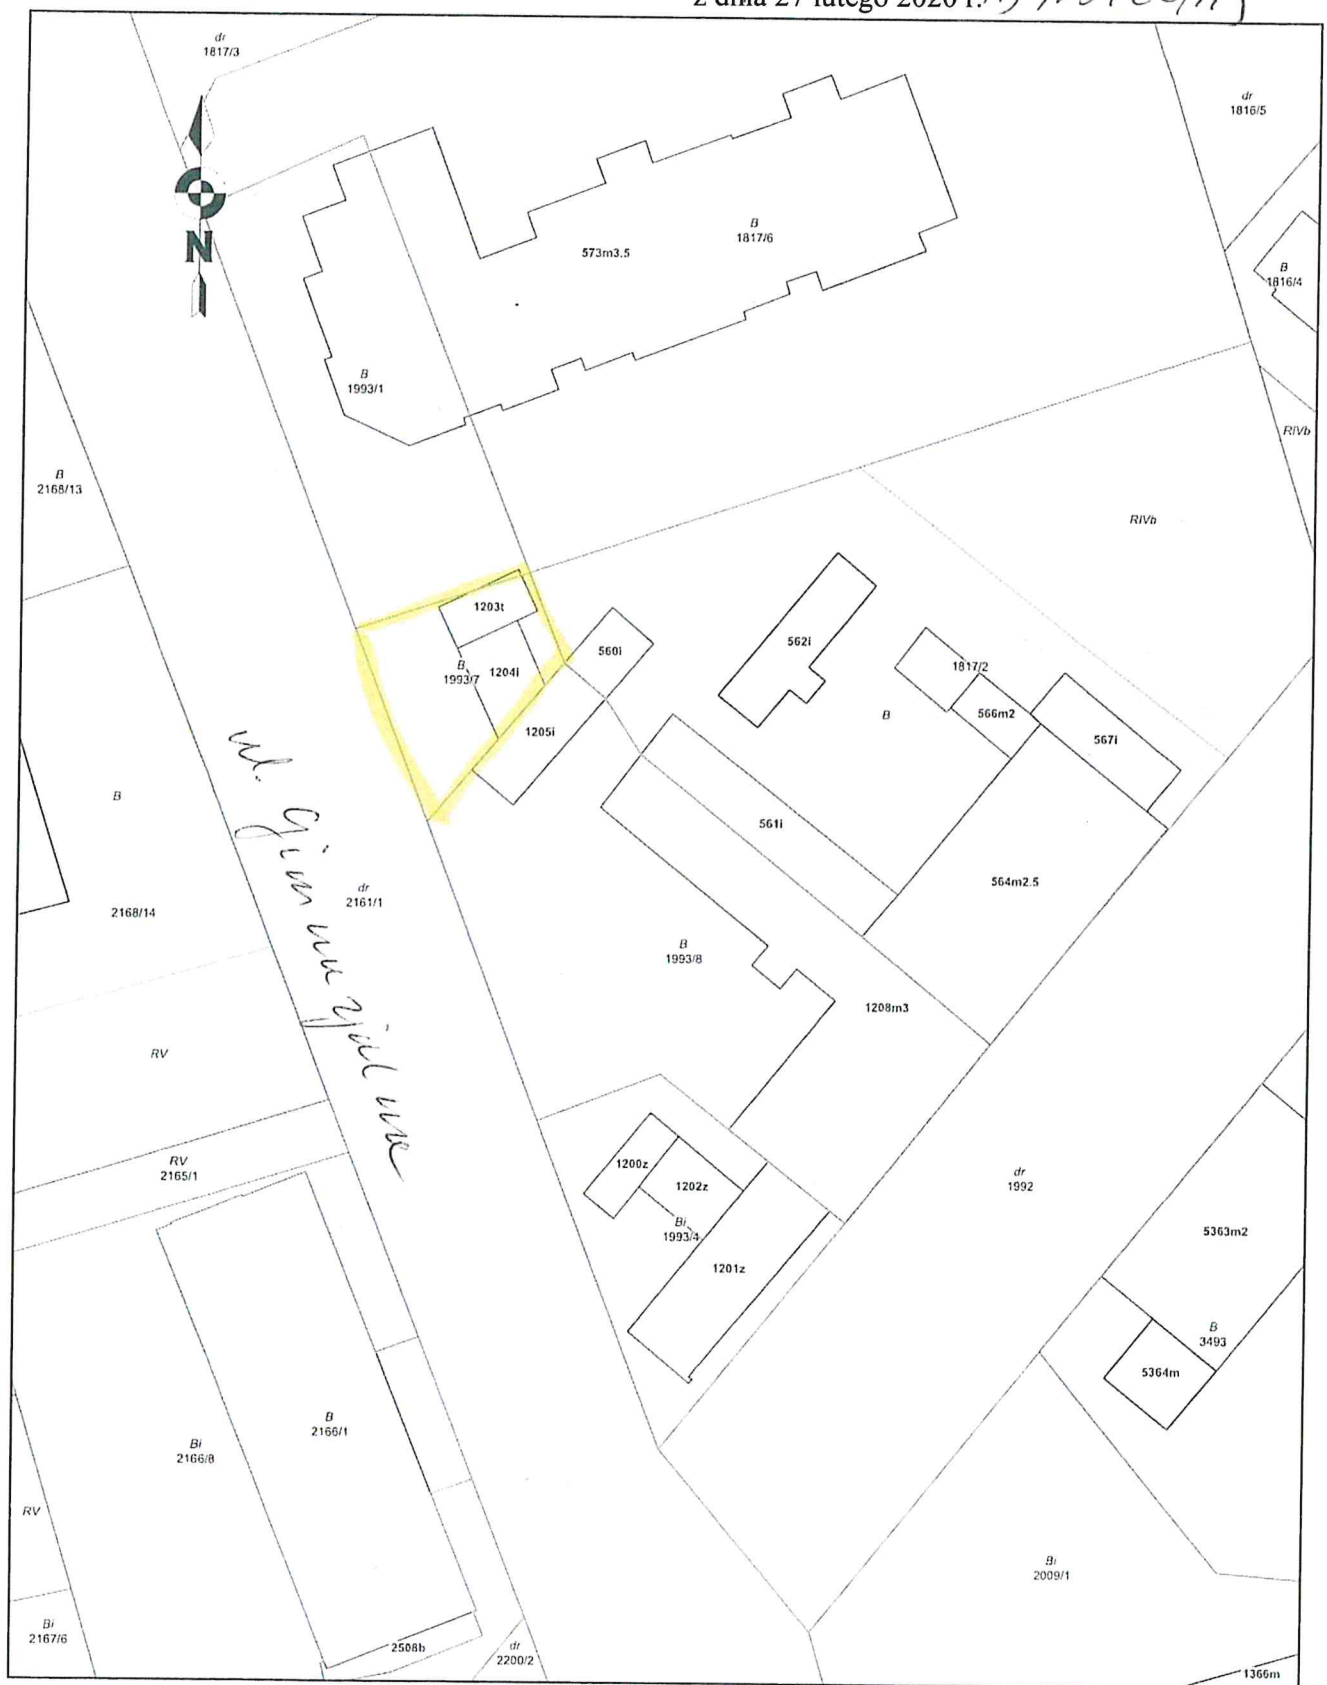 z dnia 27 lutego 2020 r.
dr
1817/3
dr
1816/5
N
B
1817/6
573m3.5
B
1816/4
B
1993/1
RIVb
B
2168/13
RIVb
1203t
562i
560i
B
1993/7
1204i
1817/2
566m2
B
1205i
567i
ul. Gimnazjalna
B
561i
564m2.5
dr
2161/1
2168/14
B
1993/8
1208m3
RV
RV
2165/1
1200z
1202z
dr
1992
Bi
1993/4
5363m2
1201z
B
3493
5364m
B
2166/1
Bi
2166/8
RV
Bi
2009/1
Bi
2167/6
2508b
dr
2200/2
1366m